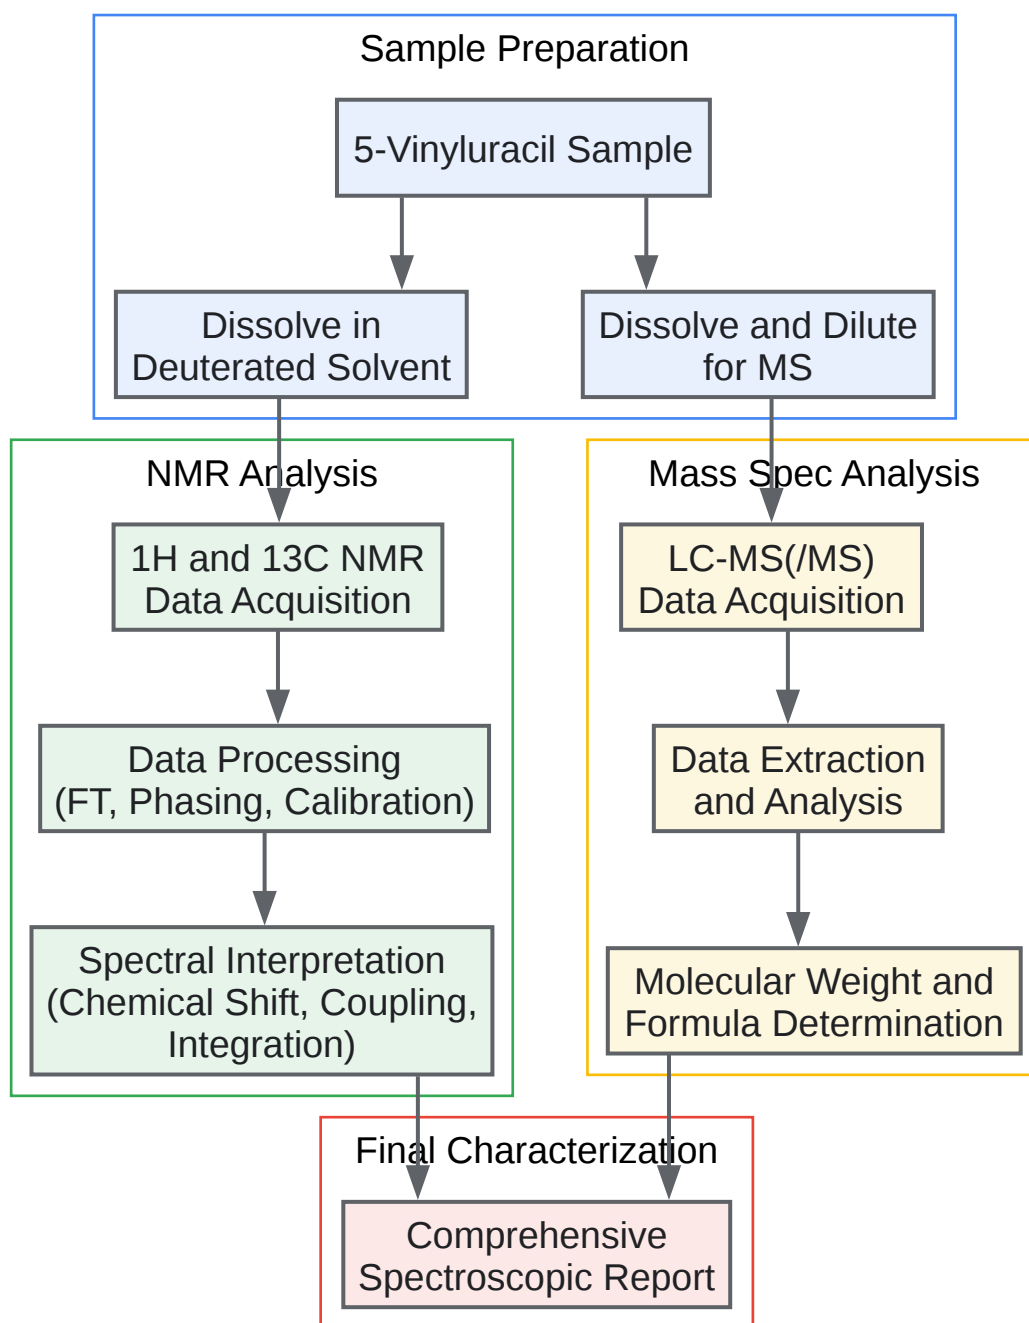 Sample Preparation
5-Vinyluracil Sample
Dissolve in
Deuterated Solvent
Dissolve and Dilute
for MS
NMR Analysis
1H and 13C NMR
Data Acquisition
Data Processing
(FT, Phasing, Calibration)
Spectral Interpretation
(Chemical Shift, Coupling,
Integration)
Mass Spec Analysis
LC-MS(/MS)
Data Acquisition
Data Extraction
and Analysis
Molecular Weight and
Formula Determination
Final Characterization
Comprehensive
Spectroscopic Report